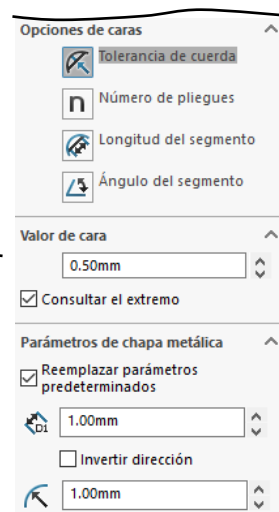 Opciones de caras
Tolerancia de cuerda
n Número de pliegues
Longitud del segmento
Ángulo del segmento
Valor de cara
0.50mm
Consultar el extremo
Parámetros de chapa metálica
Reemplazar parámetros
predeterminados
D1 1.00mm
Invertir dirección
1.00mm